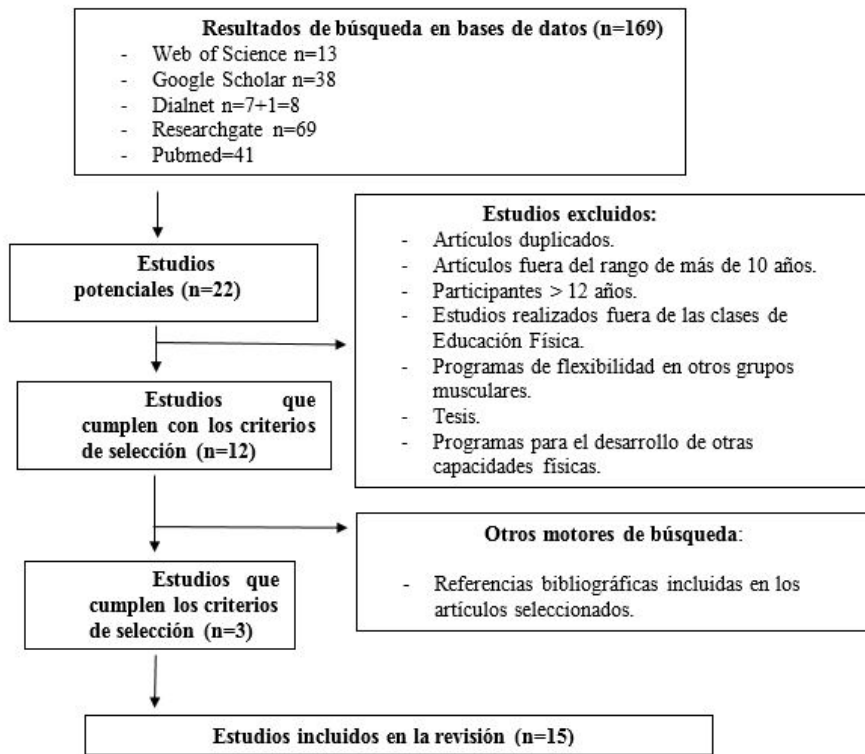 Resultados de búsqueda en bases de datos (n=169)
- Web of Science n=13
- Google Scholar n=38
- Dialnet n=7+1=8
- Researchgate n=69
- Pubmed=41
Estudios
potenciales (n=22)
Estudios excluidos:
- Artículos duplicados.
- Artículos fuera del rango de más de 10 años.
- Participantes > 12 años.
- Estudios realizados fuera de las clases de
Educación Física.
- Programas de flexibilidad en otros grupos
musculares.
- Tesis.
- Programas para el desarrollo de otras
capacidades físicas.
Estudios que
cumplen con los criterios
de selección (n=12)
Otros motores de búsqueda:
- Referencias bibliográficas incluidas en los
artículos seleccionados.
Estudios que
cumplen los criterios
de selección (n=3)
Estudios incluidos en la revisión (n=15)